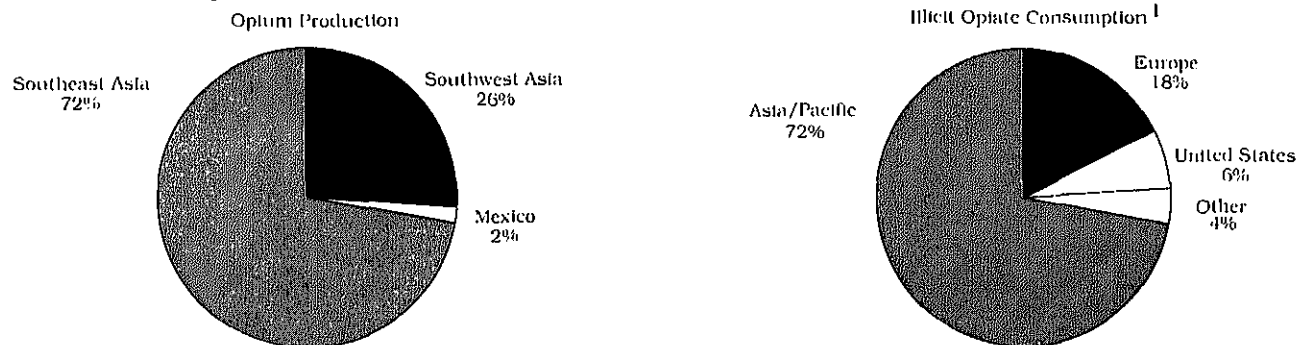 Opium Production
Southeast Asia
72%
Southwest Asia
26%
Mexico
2%
Illicit Opiate Consumption 1
Asia/Pacific
72%
Europe
18%
United States
6%
Other
4%